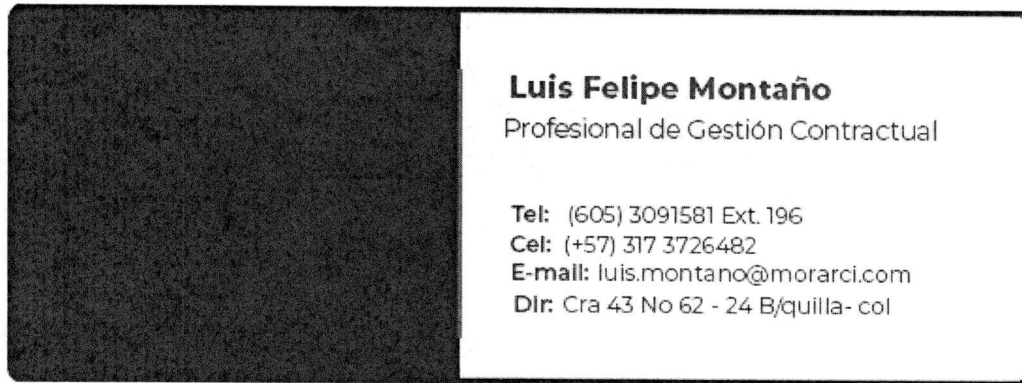 Luis Felipe Montaño
Profesional de Gestión Contractual
Tel: (605) 3091581 Ext. 196
Cel: (+57) 317 3726482
E-mail: luis.montano@morarci.com
Dir: Cra 43 No 62 - 24 B/quilla- col